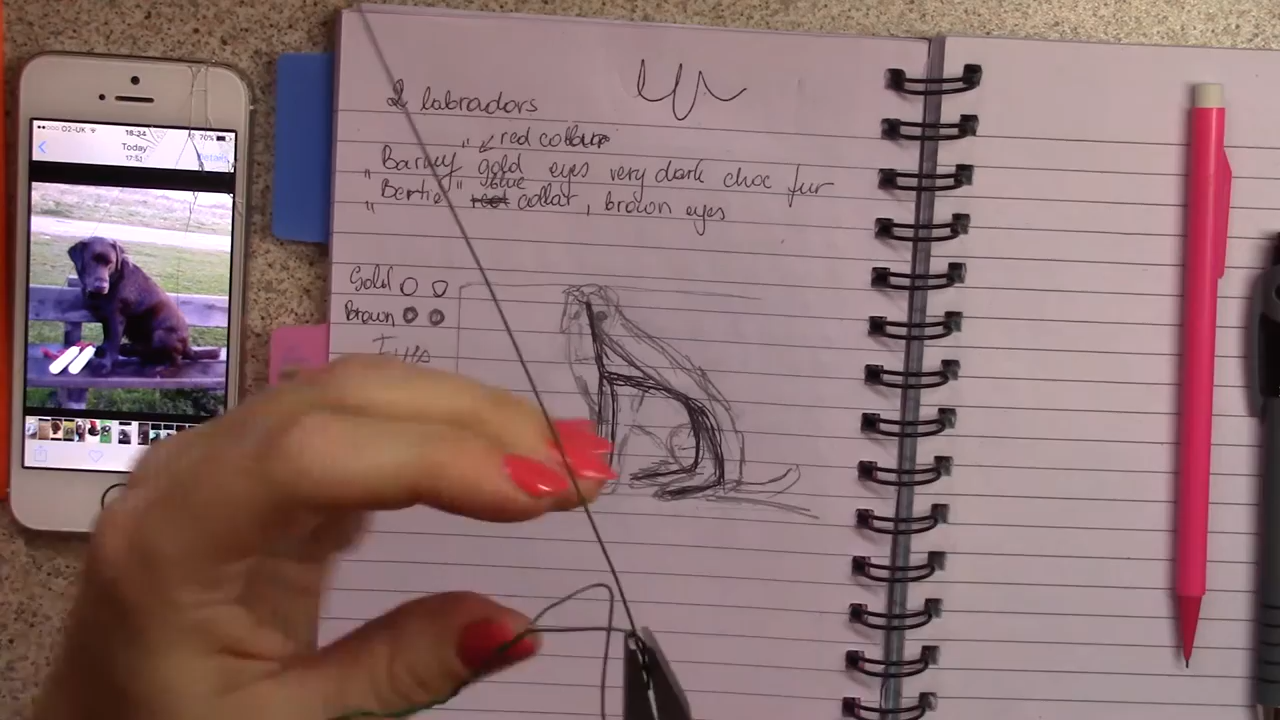 O2-UK 18:24 70%
Today
17:51
Details
2 labradors
" red collar
" Barney gold eyes very dark choc fur
" Bertie " blue collar, brown eyes
Gold
Brown